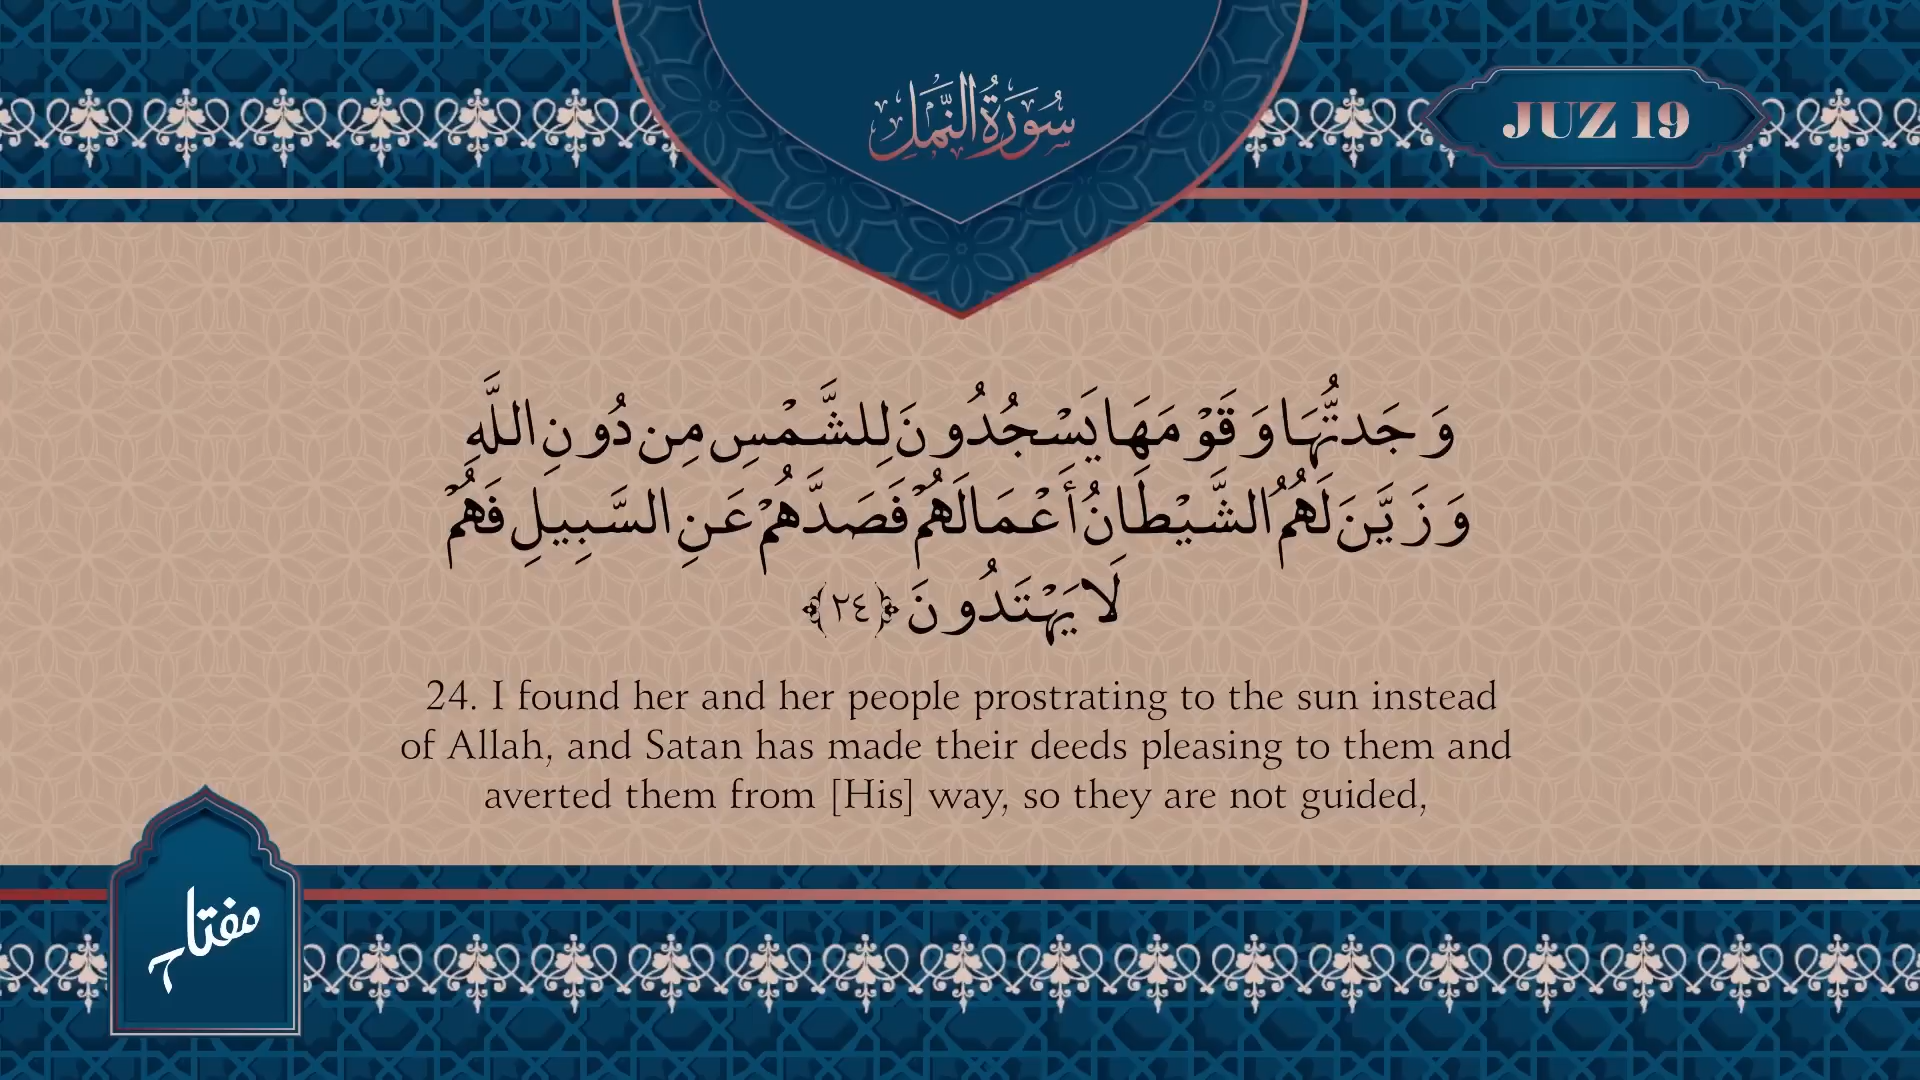 سُورَةُ النَّمل
JUZ 19
وَجَدتُّهَا وَقَوْمَهَا يَسْجُدُونَ لِلشَّمْسِ مِن دُونِ اللَّهِ
وَزَيَّنَ لَهُمُ الشَّيْطَانُ أَعْمَالَهُمْ فَصَدَّهُمْ عَنِ السَّبِيلِ فَهُمْ
لَا يَهْتَدُونَ ﴿٢٤﴾
24. I found her and her people prostrating to the sun instead
of Allah, and Satan has made their deeds pleasing to them and
averted them from [His] way, so they are not guided,
مفتاح